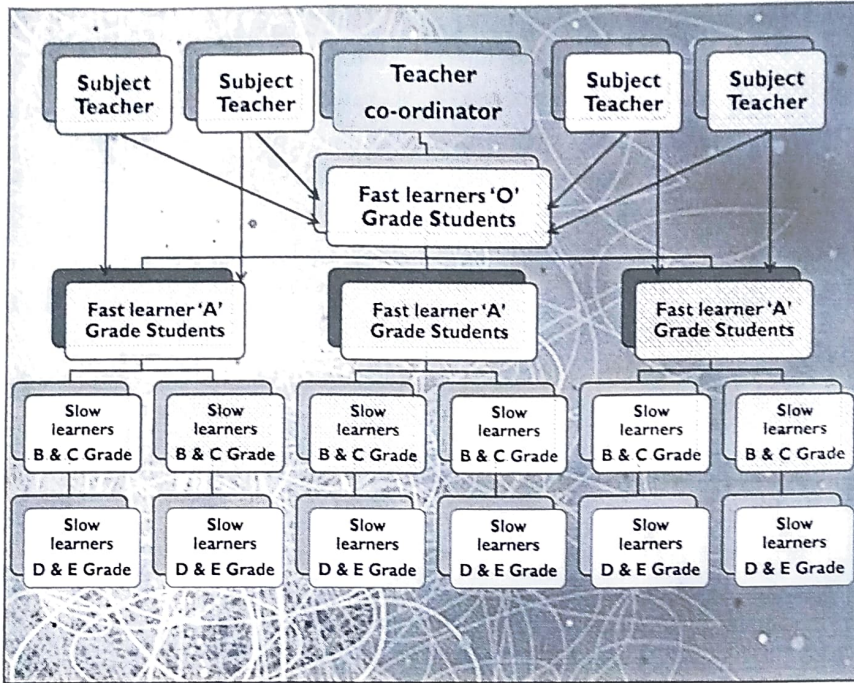 Subject
Teacher
Subject
Teacher
Teacher
co-ordinator
Subject
Teacher
Subject
Teacher
Fast learners 'O'
Grade Students
Fast learner 'A'
Grade Students
Fast learner 'A'
Grade Students
Fast learner 'A'
Grade Students
Slow
learners
B & C Grade
Slow
learners
B & C Grade
Slow
learners
B & C Grade
Slow
learners
B & C Grade
Slow
learners
B & C Grade
Slow
learners
B & C Grade
Slow
learners
D & E Grade
Slow
learners
D & E Grade
Slow
learners
D & E Grade
Slow
learners
D & E Grade
Slow
learners
D & E Grade
Slow
learners
D & E Grade